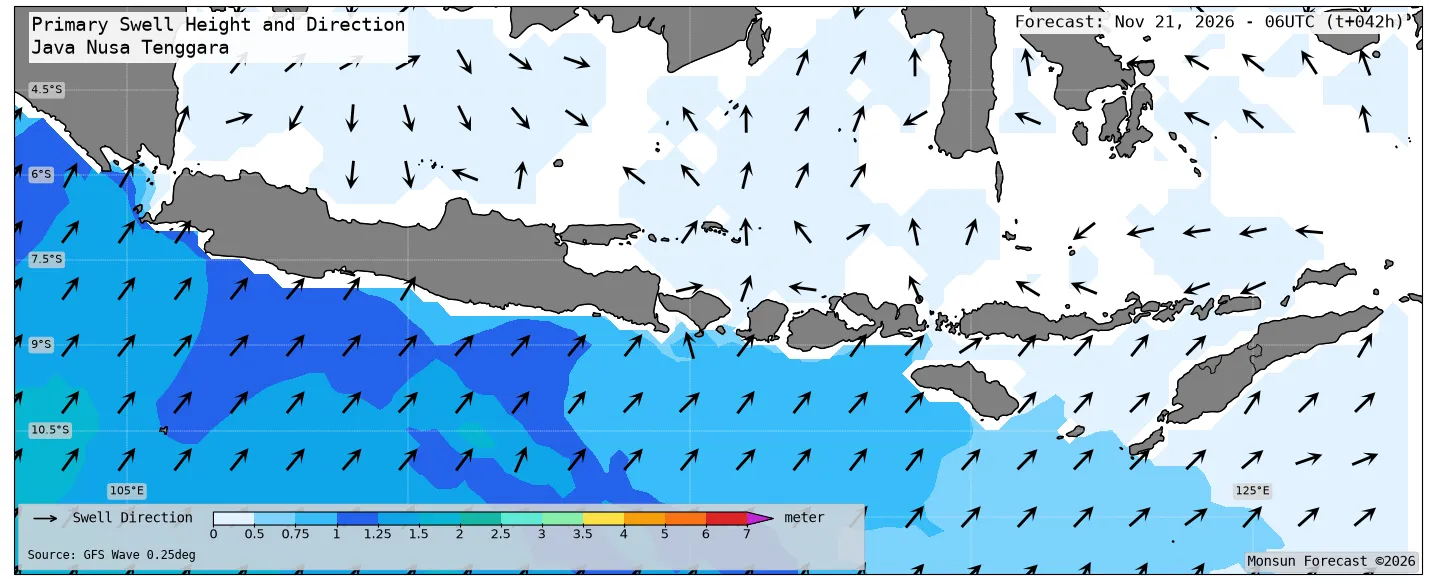 Primary Swell Height and Direction
Java Nusa Tenggara
Forecast: Nov 21, 2026 - 06UTC (t+042h)
4.5°S
6°S
7.5°S
9°S
10.5°S
105°E
125°E
Swell Direction
meter
0 0.5 0.75 1 1.25 1.5 2 2.5 3 3.5 4 5 6 7
Source: GFS Wave 0.25deg
Monsun Forecast ©2026